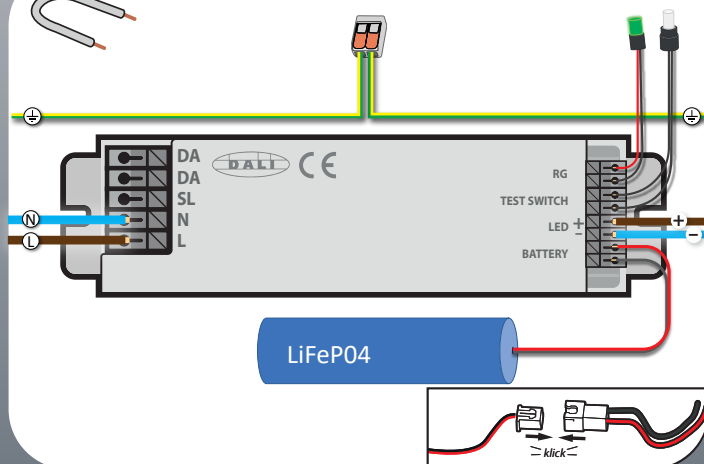 DA
DA
SL
N
L
DALI
CE
RG
TEST SWITCH
LED + −
BATTERY
N
L
+
−
LiFeP04
klick